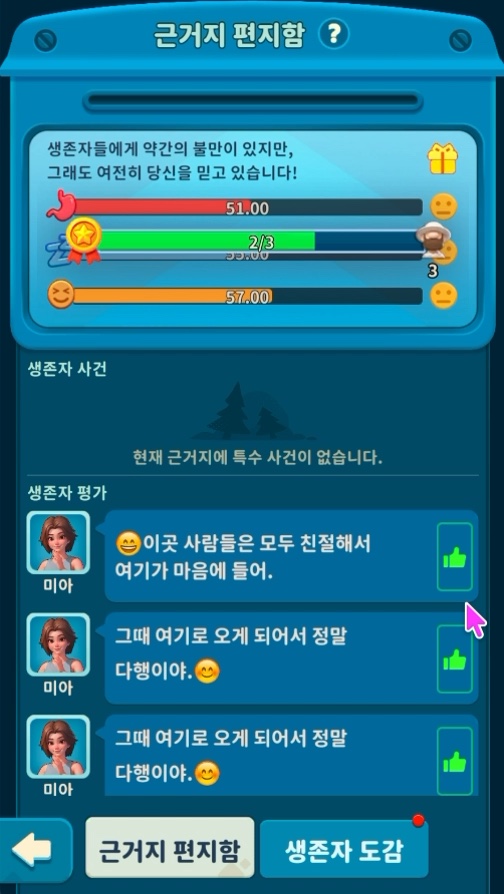 근거지 편지함 ?
생존자들에게 약간의 불만이 있지만,
그래도 여전히 당신을 믿고 있습니다!
51.00
2/3
3
57.00
생존자 사건
현재 근거지에 특수 사건이 없습니다.
생존자 평가
😄이곳 사람들은 모두 친절해서
여기가 마음에 들어.
미아
그때 여기로 오게 되어서 정말
다행이야.😊
미아
그때 여기로 오게 되어서 정말
다행이야.😊
미아
근거지 편지함
생존자 도감